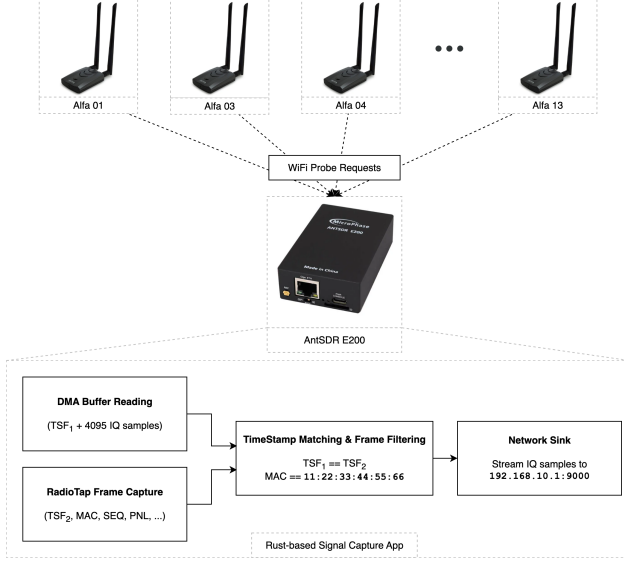 Alfa 01
Alfa 03
Alfa 04
Alfa 13
WiFi Probe Requests
MicroPhase
ANTSDR E200
Made in China
AntSDR E200
DMA Buffer Reading
(TSF₁ + 4095 IQ samples)
RadioTap Frame Capture
(TSF₂, MAC, SEQ, PNL, ...)
TimeStamp Matching & Frame Filtering
TSF₁ == TSF₂
MAC == 11:22:33:44:55:66
Network Sink
Stream IQ samples to
192.168.10.1:9000
Rust-based Signal Capture App